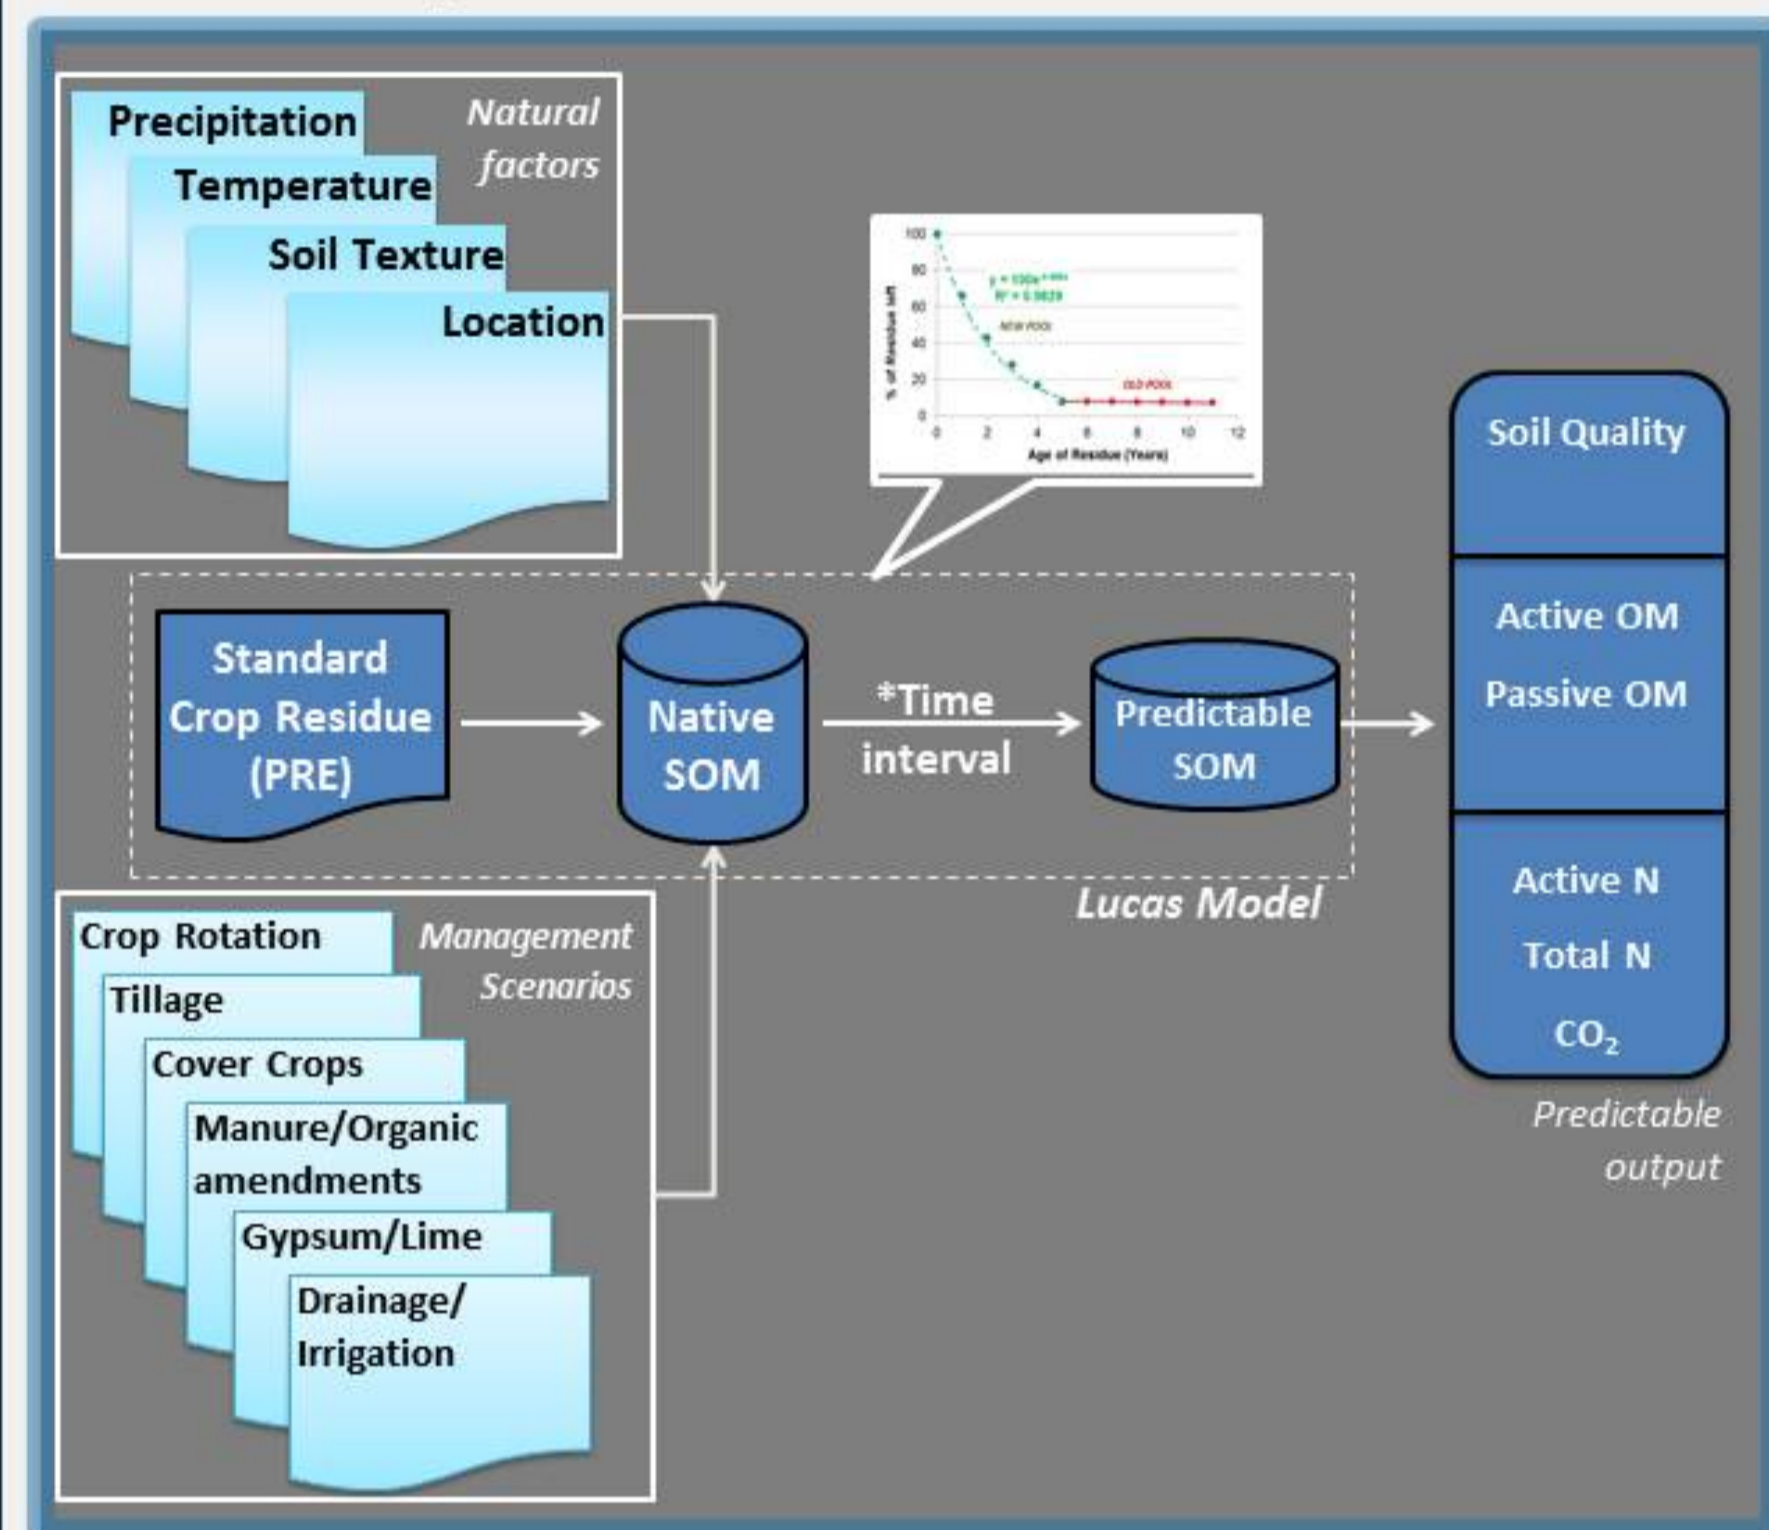 Precipitation
Temperature
Soil Texture
Location
Natural
factors
100
80
60
40
20
0
% of Residue left
R² = 0.9829
NEW POOL
OLD POOL
0 2 4 6 8 10 12
Age of Residue (Years)
Standard
Crop Residue
(PRE)
Native
SOM
*Time
interval
Predictable
SOM
Lucas Model
Soil Quality
Active OM
Passive OM
Active N
Total N
CO₂
Predictable
output
Crop Rotation
Tillage
Cover Crops
Manure/Organic
amendments
Gypsum/Lime
Drainage/
Irrigation
Management
Scenarios